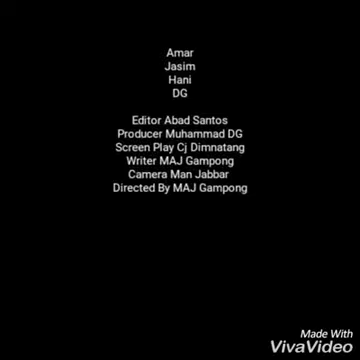 Amar
Jasim
Hani
DG
Editor Abad Santos
Producer Muhammad DG
Screen Play Cj Dimnatang
Writer MAJ Gampong
Camera Man Jabbar
Directed By MAJ Gampong
Made With
VivaVideo